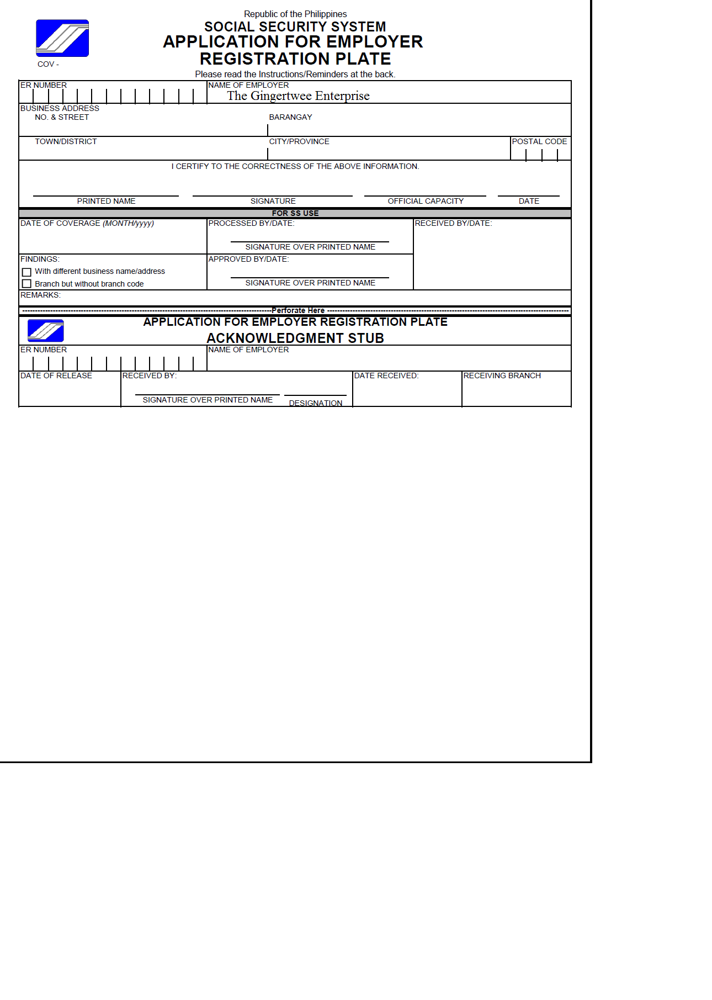 Republic of the Philippines
SOCIAL SECURITY SYSTEM
APPLICATION FOR EMPLOYER
REGISTRATION PLATE
COV -
Please read the Instructions/Reminders at the back.
ER NUMBER
NAME OF EMPLOYER
The Gingertwee Enterprise
BUSINESS ADDRESS
NO. & STREET
BARANGAY
TOWN/DISTRICT
CITY/PROVINCE
POSTAL CODE
I CERTIFY TO THE CORRECTNESS OF THE ABOVE INFORMATION.
PRINTED NAME
SIGNATURE
OFFICIAL CAPACITY
DATE
FOR SS USE
DATE OF COVERAGE (MONTH/yyyy)
PROCESSED BY/DATE:
RECEIVED BY/DATE:
SIGNATURE OVER PRINTED NAME
FINDINGS:
APPROVED BY/DATE:
With different business name/address
Branch but without branch code
SIGNATURE OVER PRINTED NAME
REMARKS:
Perforate Here
APPLICATION FOR EMPLOYER REGISTRATION PLATE
ACKNOWLEDGMENT STUB
ER NUMBER
NAME OF EMPLOYER
DATE OF RELEASE
RECEIVED BY:
DATE RECEIVED:
RECEIVING BRANCH
SIGNATURE OVER PRINTED NAME
DESIGNATION